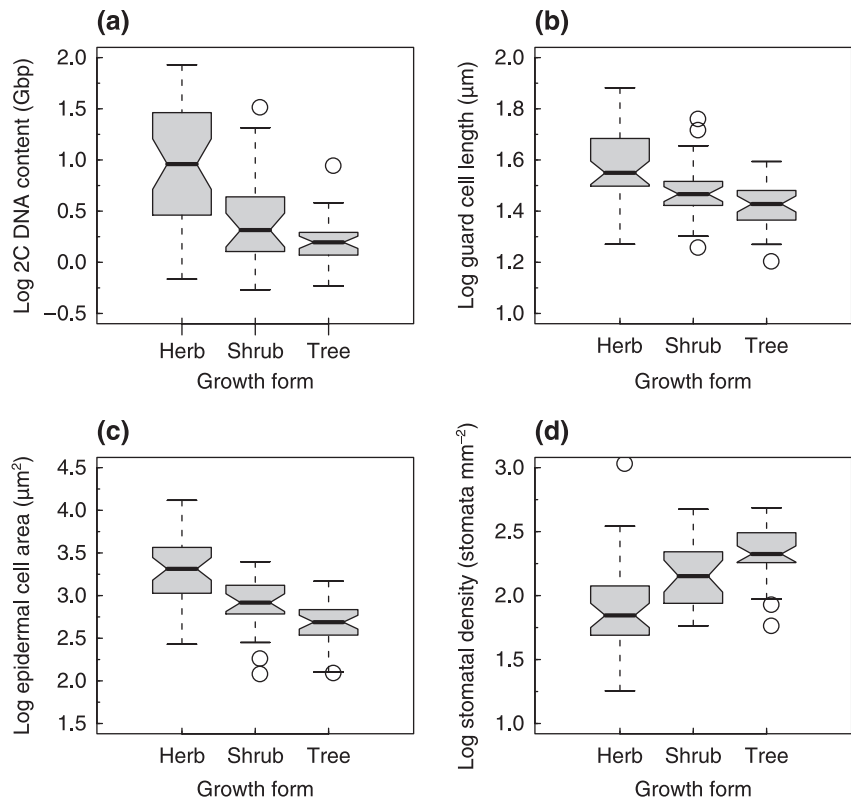 (a)
Log 2C DNA content (Gbp)
2.0
1.5
1.0
0.5
0.0
−0.5
Herb Shrub Tree
Growth form
(b)
Log guard cell length (μm)
2.0
1.8
1.6
1.4
1.2
1.0
Herb Shrub Tree
Growth form
(c)
Log epidermal cell area (μm²)
4.5
3.5
3.0
2.5
2.0
1.5
Herb Shrub Tree
Growth form
(d)
Log stomatal density (stomata mm⁻²)
3.0
2.5
2.0
1.5
1.0
Herb Shrub Tree
Growth form